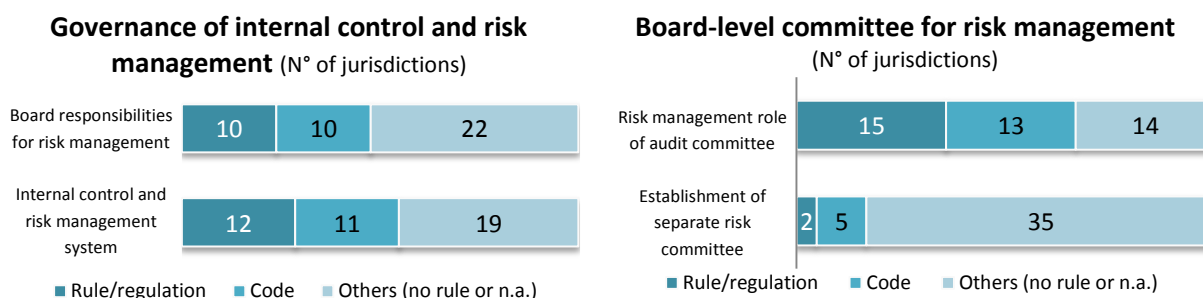 Governance of internal control and risk
management (N° of jurisdictions)
Board responsibilities
for risk management
10 10 22
Internal control and
risk management
system
12 11 19
Rule/regulation Code Others (no rule or n.a.)
Board-level committee for risk management
(N° of jurisdictions)
Risk management role
of audit committee
15 13 14
Establishment of
separate risk
committee
2 5 35
Rule/regulation Code Others (no rule or n.a.)